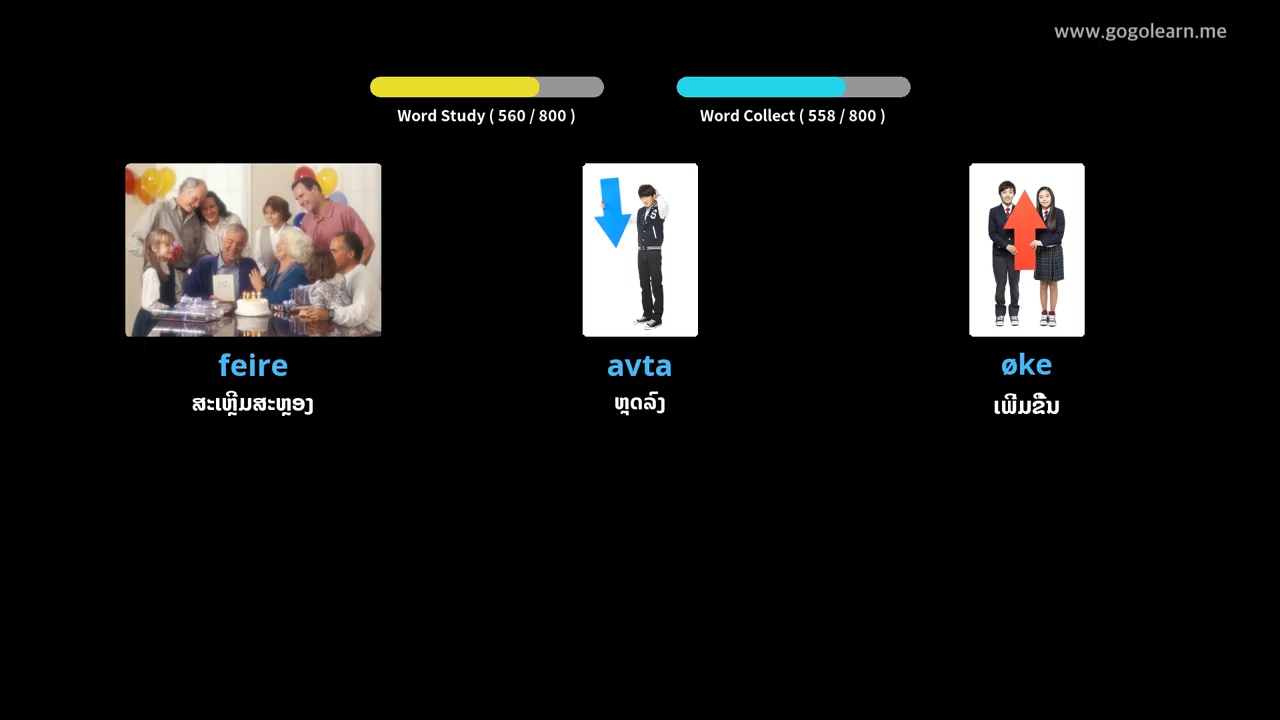 www.gogolearn.me
Word Study ( 560 / 800 )
Word Collect ( 558 / 800 )
feire
avta
øke
ສະເຫຼີມສະຫຼອງ
ຫຼຸດລົງ
ເພີ່ມຂຶ້ນ